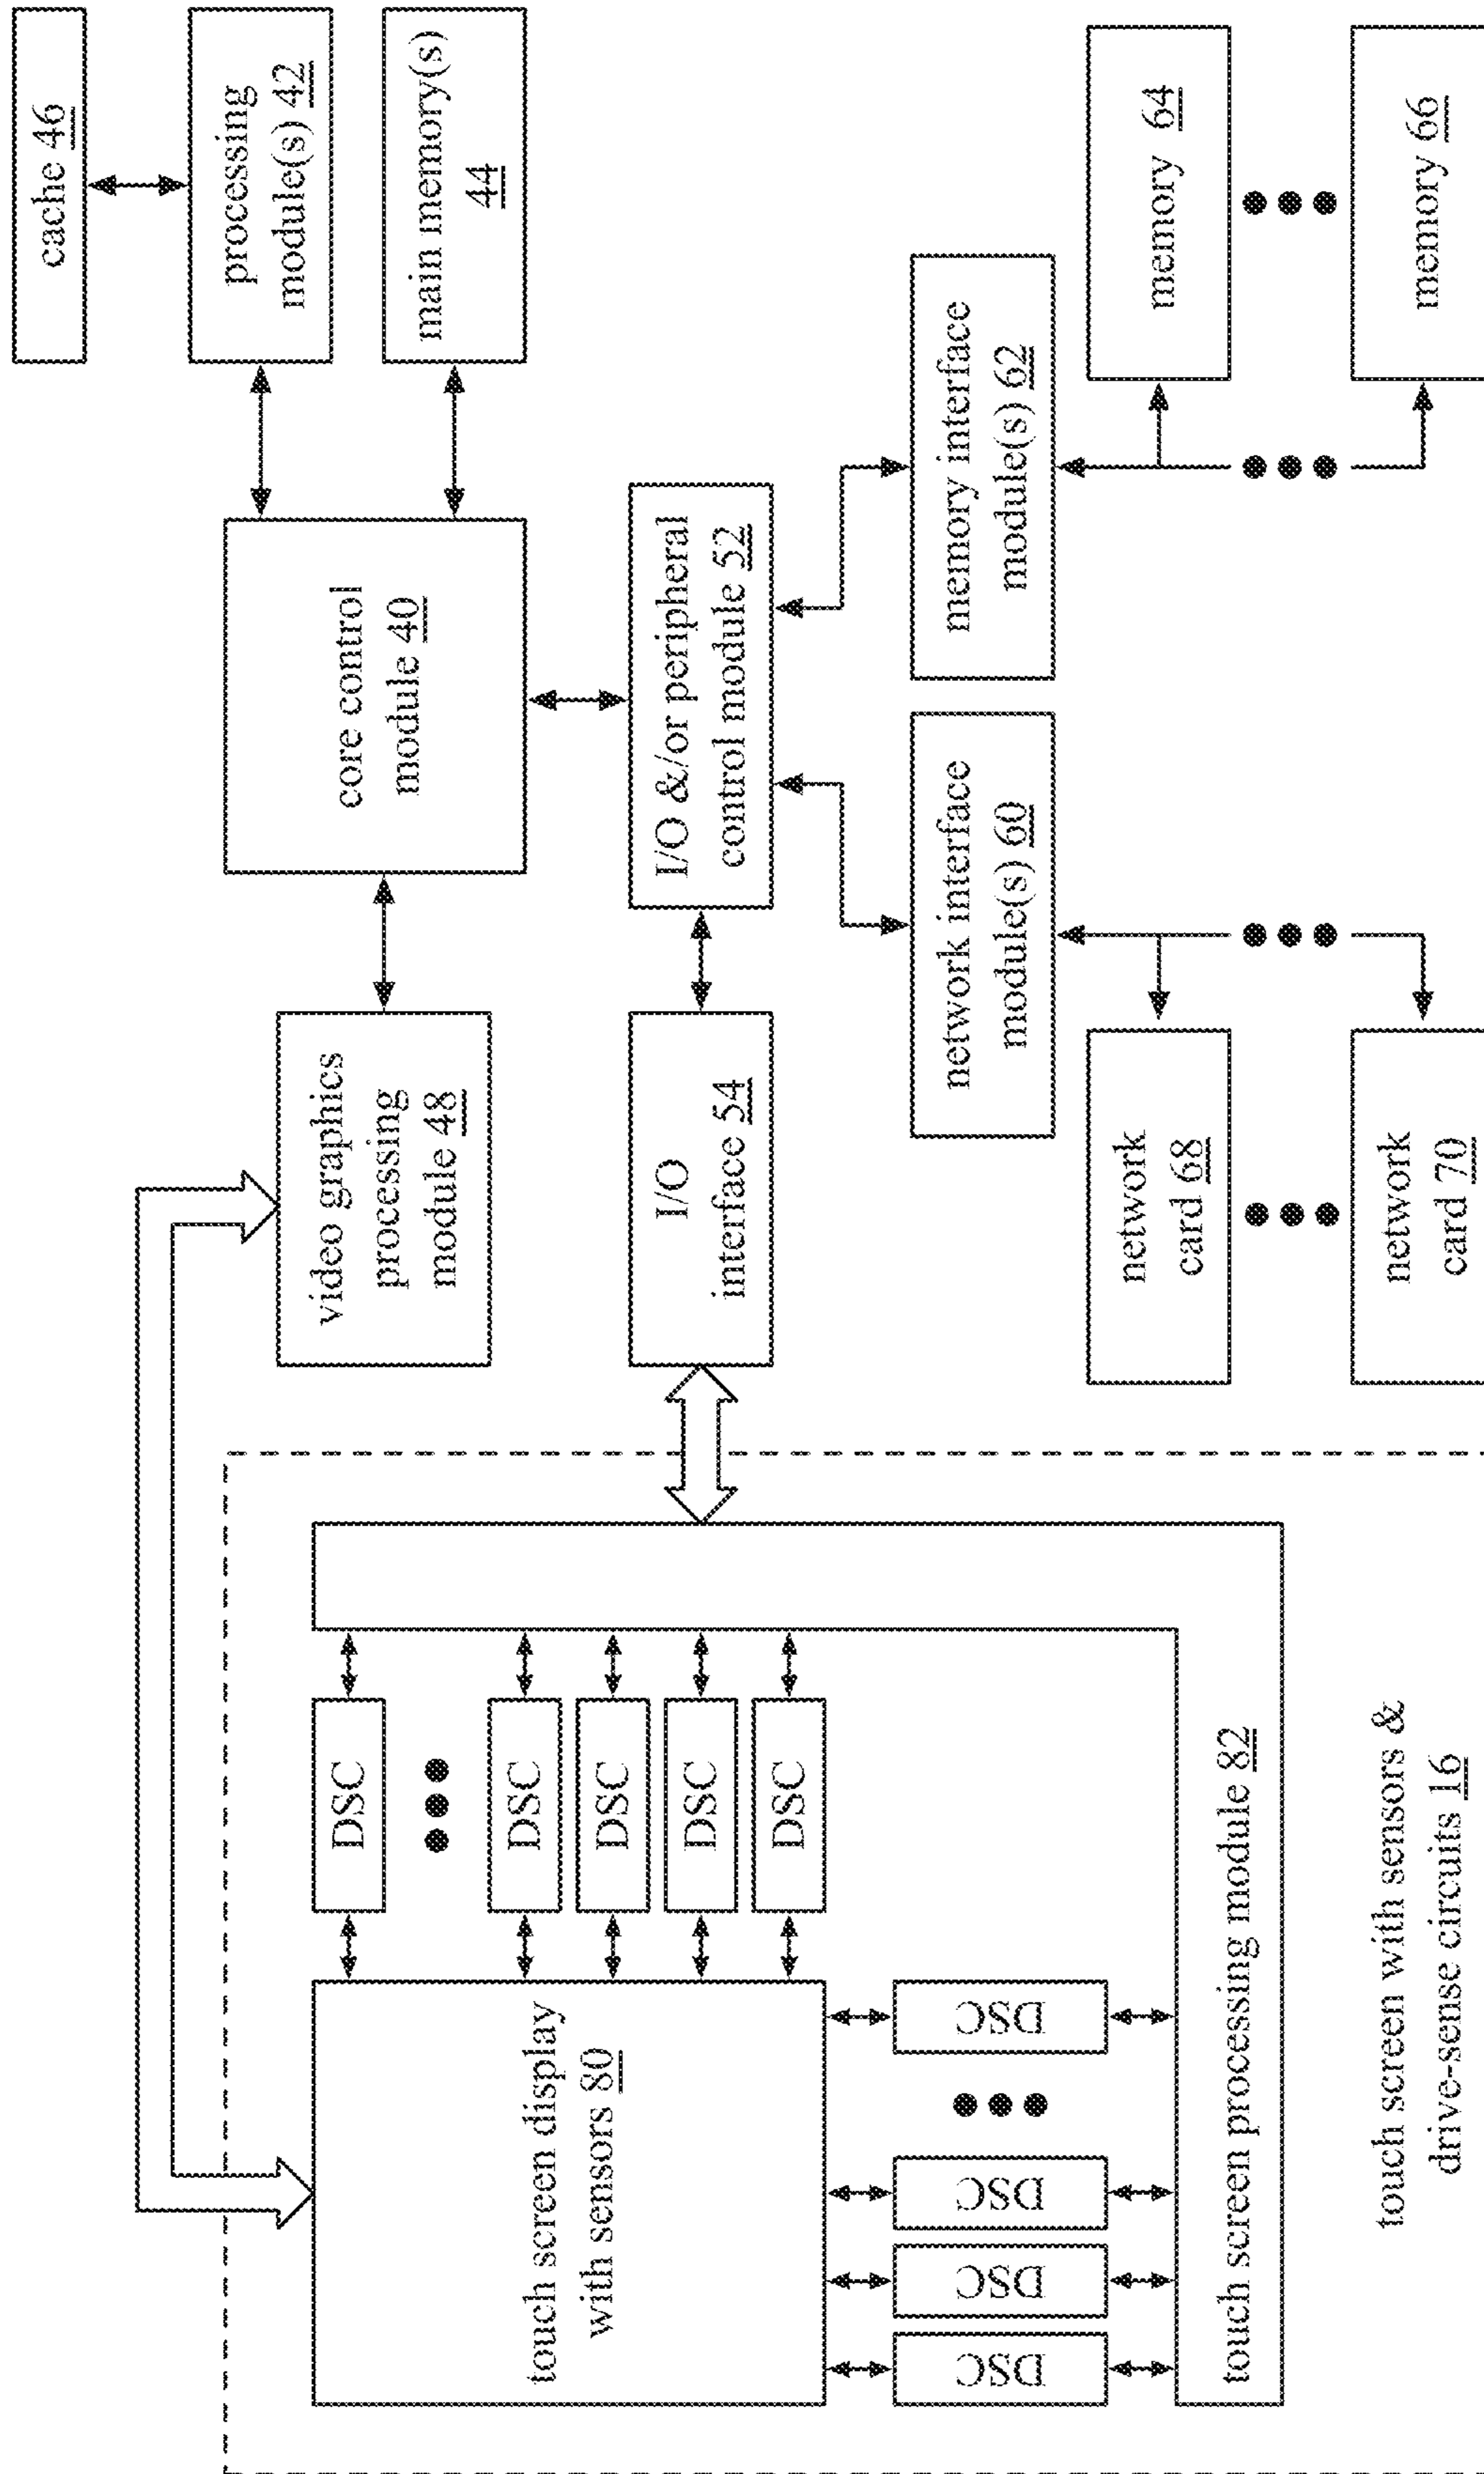 cache 46
processing
module(s) 42
main memory(s)
44
core control
module 40
video graphics
processing
module 48
I/O &/or peripheral
control module 52
I/O
interface 54
network interface
module(s) 60
memory interface
module(s) 62
network
card 68
network
card 70
memory 64
memory 66
touch screen display
with sensors 80
DSC
DSC
DSC
DSC
DSC
DSC
DSC
DSC
DSC
touch screen processing module 82
touch screen with sensors &
drive-sense circuits 16